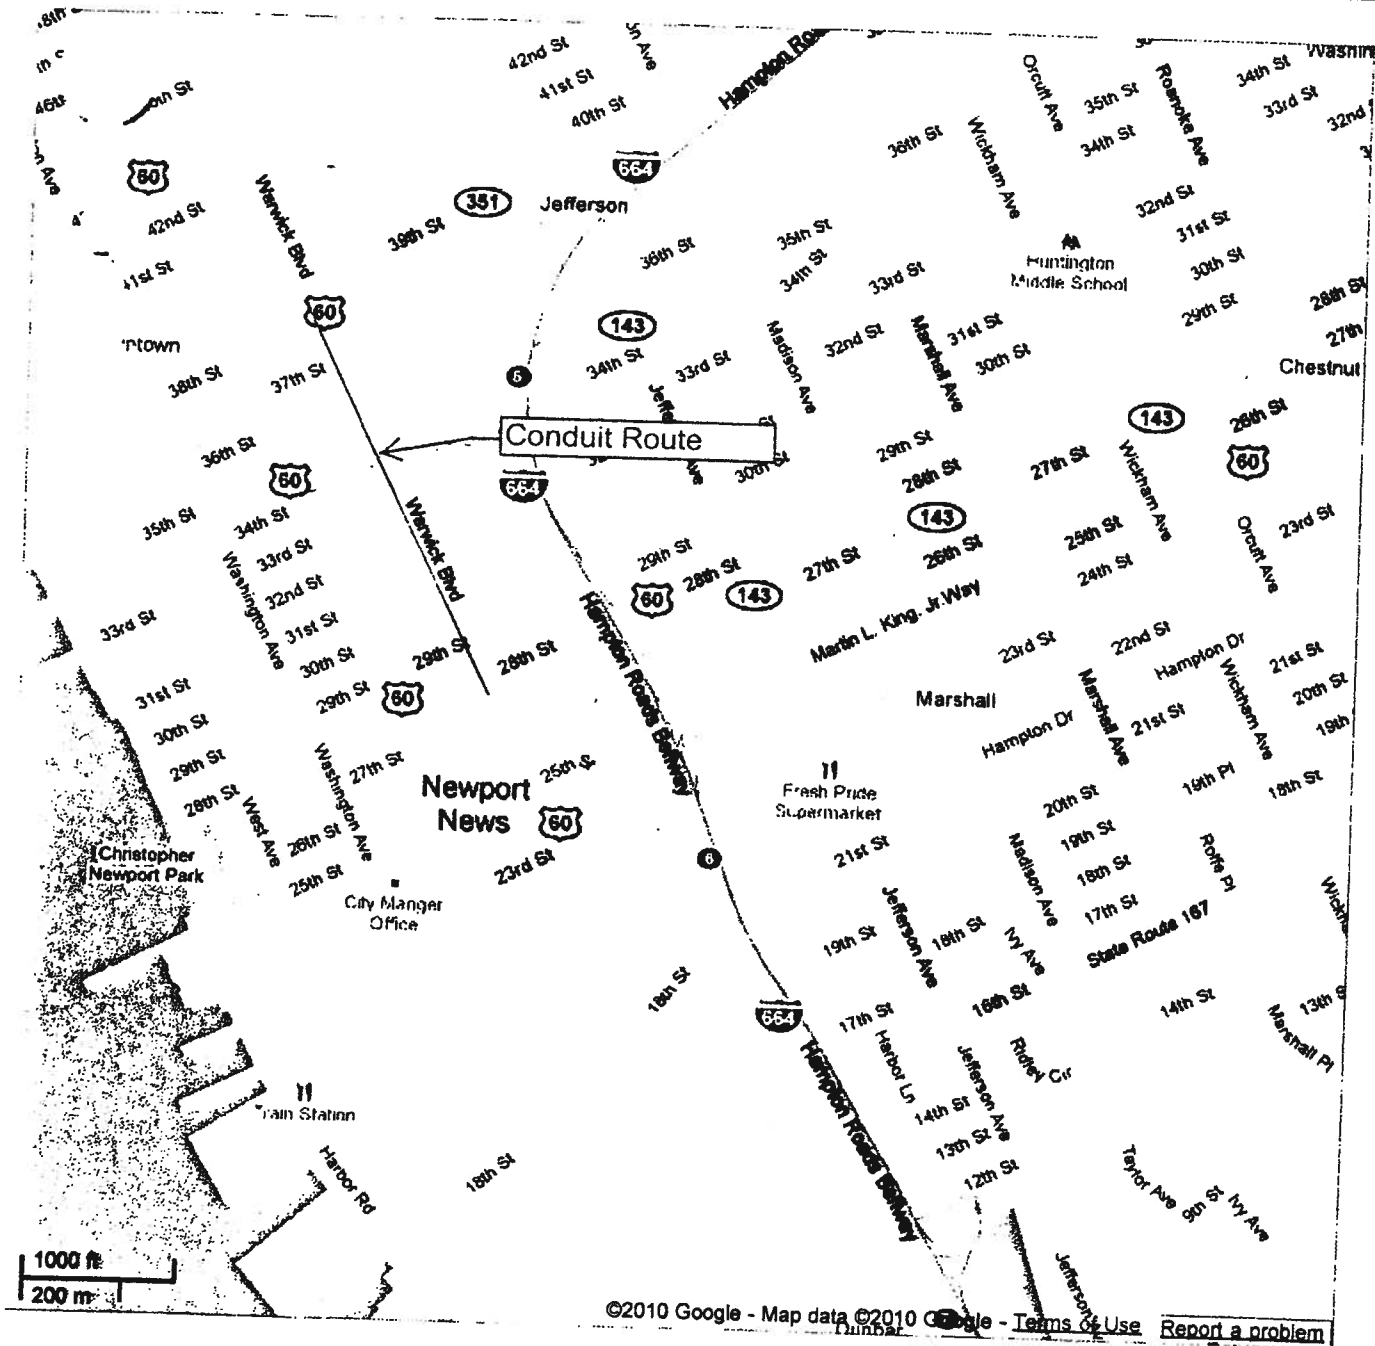 42nd St
41st St
40th St
Orcutt Ave
35th St
34th St
Roanoke Ave
34th St
33rd St
32nd
60
Warwick Blvd
42nd St
39th St
351
Jefferson
664
36th St
Wickham Ave
32nd St
31st St
30th St
29th St
28th St
27th
Huntington
Middle School
36th St
35th St
34th St
33rd St
60
143
34th St
33rd St
Madison Ave
32nd St
Marshall Ave
31st St
30th St
Chestnut
38th St
37th St
6
Conduit Route
30th St
664
36th St
60
35th St
34th St
33rd St
32nd St
31st St
30th St
29th St
Washington Ave
Warwick Blvd
29th St
28th St
60
29th St
28th St
27th St
29th St
28th St
143
26th St
27th St
143
26th St
60
Wickham Ave
25th St
24th St
Orcutt Ave
23rd St
60
143
Martin L. King. Jr. Way
33rd St
31st St
30th St
29th St
28th St
West Ave
Washington Ave
27th St
26th St
25th St
Newport
News
25th St
60
23rd St
Hampton Roads Beltway
Marshall
23rd St
22nd St
Hampton Dr
21st St
20th St
19th
Hampton Dr
Marshall Ave
21st St
Wickham Ave
19th Pl
18th St
Fresh Pride
Supermarket
20th St
19th St
18th St
17th St
Madison Ave
Roffe Pl
State Route 167
Christopher
Newport Park
City Manger
Office
6
21st St
19th St
Jefferson Ave
18th St
Ivy Ave
18th St
664
17th St
16th St
14th St
13th S
Marshall Pl
Harbor Ln
Jefferson Ave
Ridley Cir
Hampton Roads Beltway
14th St
13th St
12th St
Taylor Ave
9th St
Ivy Ave
Harbor Rd
18th St
Jefferson
1000 ft
200 m
©2010 Google - Map data ©2010 Google - Terms of Use
Report a problem